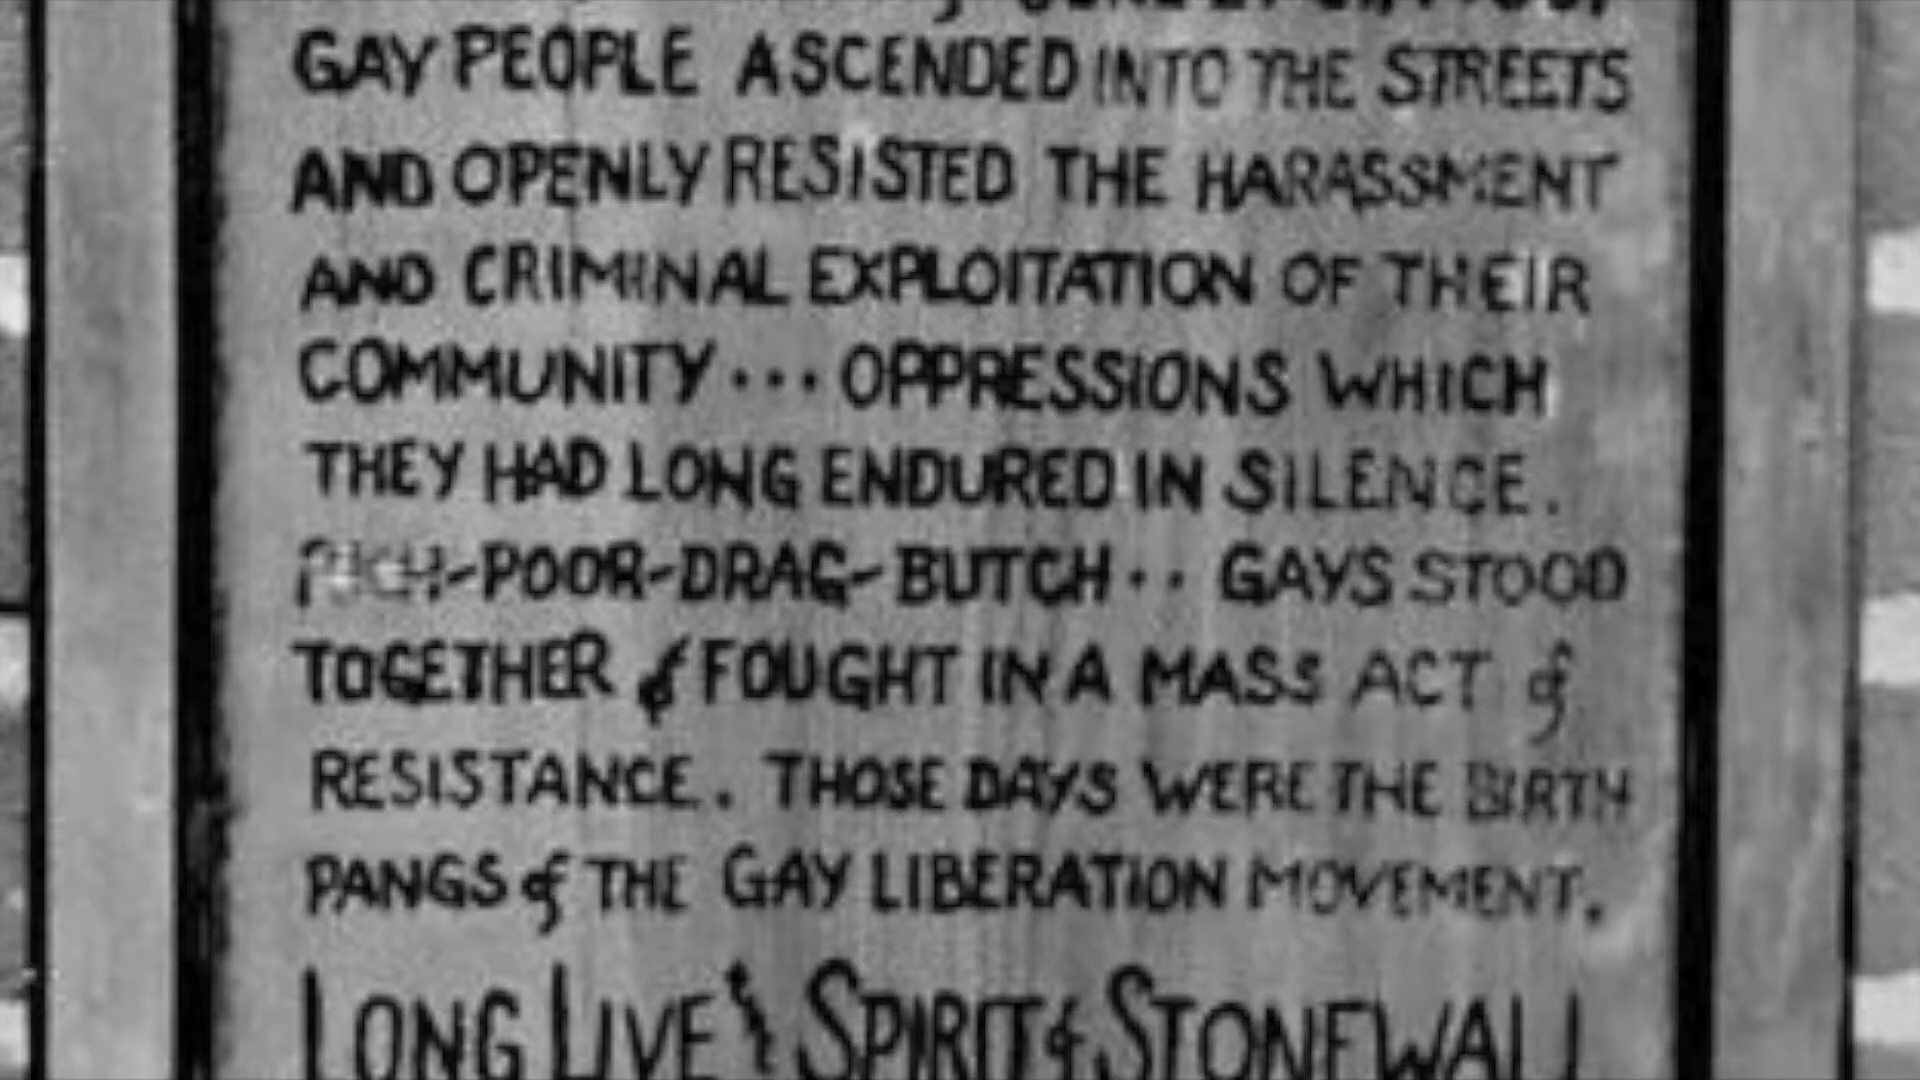 GAY PEOPLE ASCENDED INTO THE STREETS
AND OPENLY RESISTED THE HARASSMENT
AND CRIMINAL EXPLOITATION OF THEIR
COMMUNITY... OPPRESSIONS WHICH
THEY HAD LONG ENDURED IN SILENCE.
RICH-POOR-DRAG-BUTCH.. GAYS STOOD
TOGETHER & FOUGHT IN A MASS ACT of
RESISTANCE. THOSE DAYS WERE THE BIRTH
PANGS of THE GAY LIBERATION MOVEMENT.
LONG LIVE SPIRIT of STONEWALL